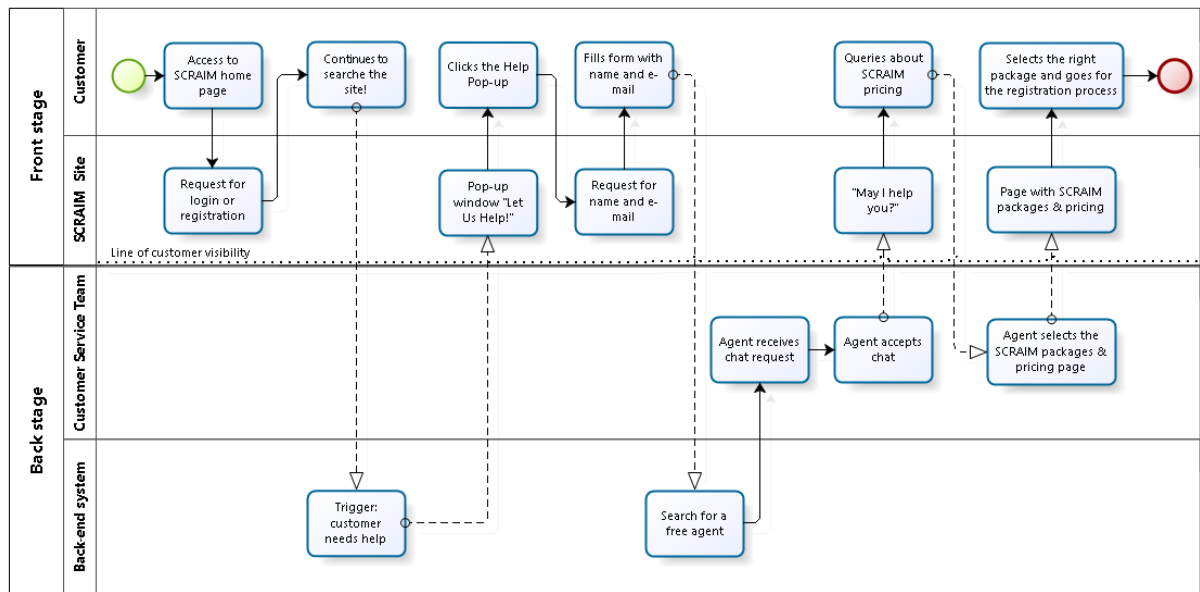 Front stage
Customer
Access to
SCRAIM home
page
Continues to
searche the
site!
Clicks the Help
Pop-up
Fills form with
name and e-
mail
Queries about
SCRAIM
pricing
Selects the right
package and goes for
the registration process
SCRAIM Site
Request for
login or
registration
Pop-up
window "Let
Us Help!"
Request for
name and e-
mail
"May I help
you?"
Page with SCRAIM
packages & pricing
Line of customer visibility
Back stage
Customer Service Team
Agent receives
chat request
Agent accepts
chat
Agent selects the
SCRAIM packages &
pricing page
Back-end system
Trigger:
customer
needs help
Search for a
free agent